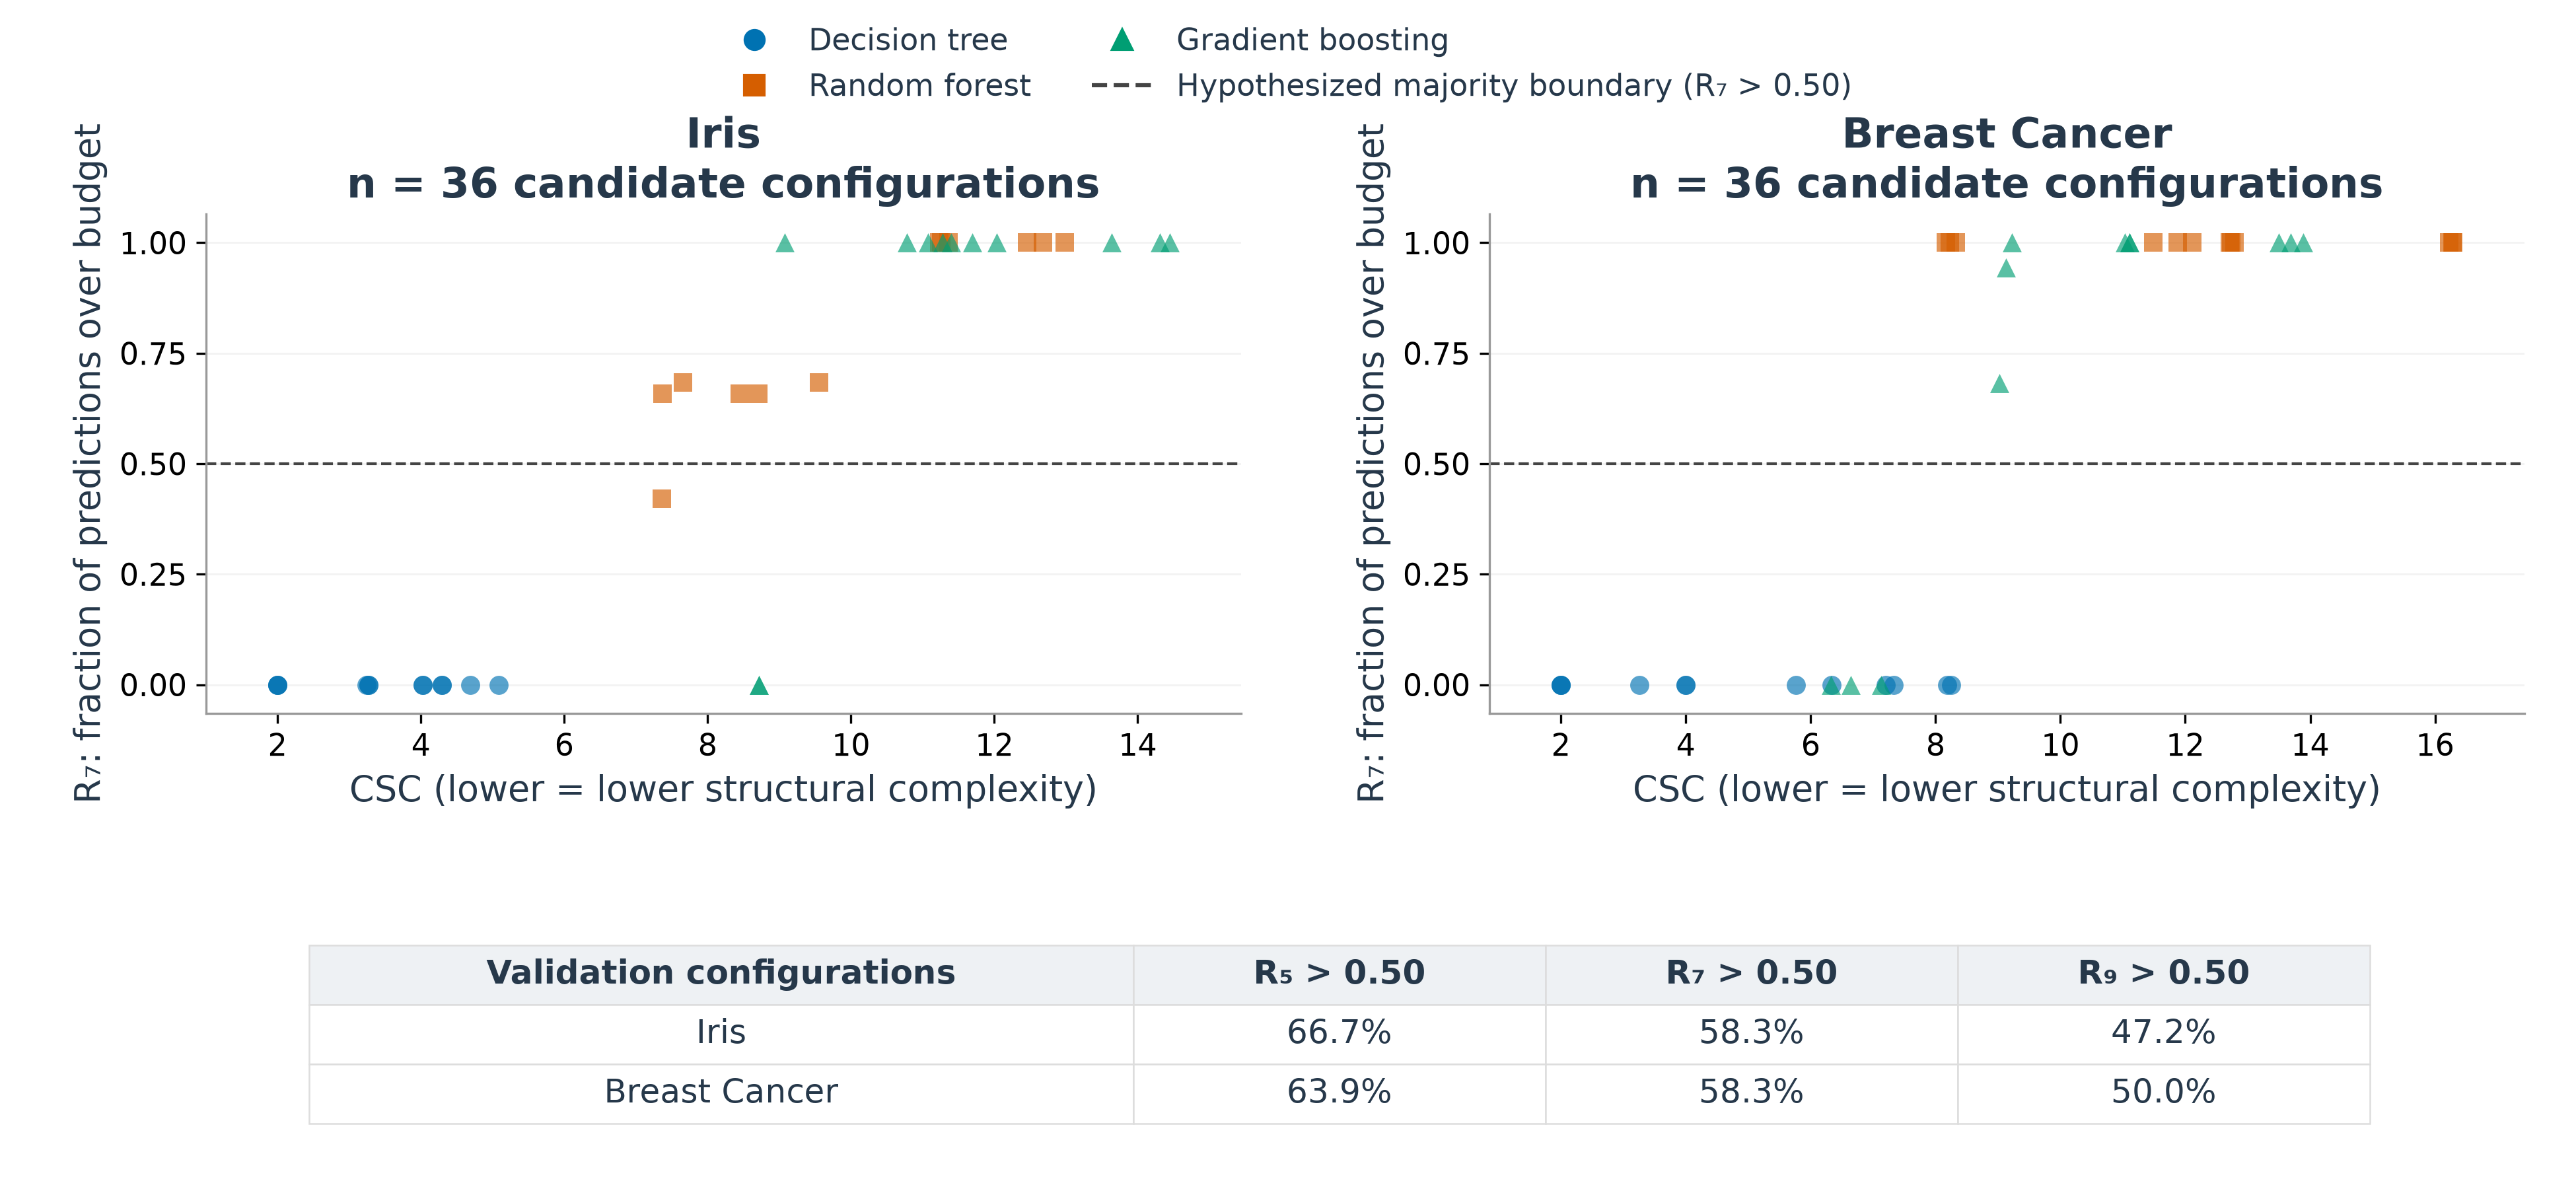 Decision tree
Random forest
Gradient boosting
Hypothesized majority boundary (R₇ > 0.50)
Iris
n = 36 candidate configurations
R₇: fraction of predictions over budget
1.00
0.75
0.50
0.25
0.00
2 4 6 8 10 12 14
CSC (lower = lower structural complexity)
Breast Cancer
n = 36 candidate configurations
R₇: fraction of predictions over budget
1.00
0.75
0.50
0.25
0.00
2 4 6 8 10 12 14 16
CSC (lower = lower structural complexity)
Validation configurations R₅ > 0.50 R₇ > 0.50 R₉ > 0.50
Iris 66.7% 58.3% 47.2%
Breast Cancer 63.9% 58.3% 50.0%